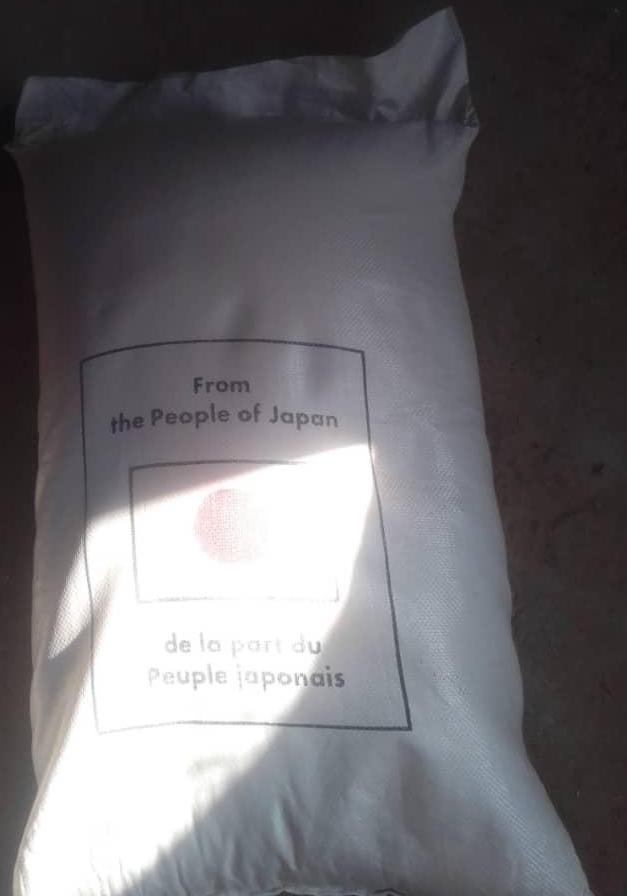 From
the People of Japan
de la part du
Peuple japonais